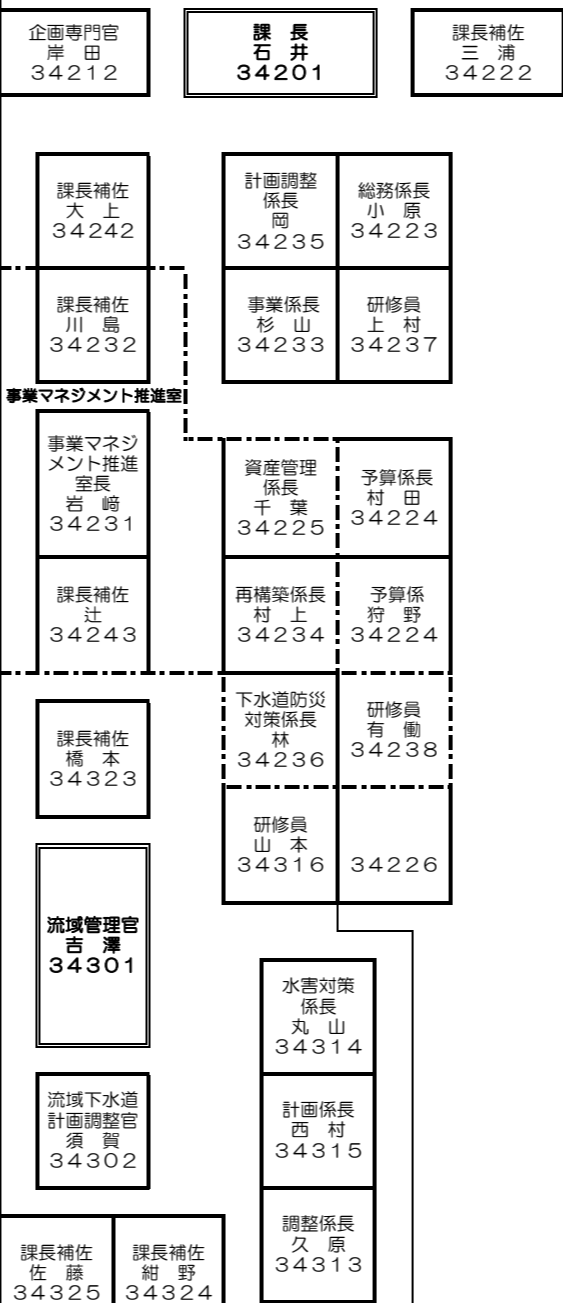 企画専門官
岸　田
３４２１２
課　長
石　井
３４２０１
課長補佐
三　浦
３４２２２
課長補佐
大　上
３４２４２
計画調整
係長
岡
３４２３５
総務係長
小　原
３４２２３
課長補佐
川　島
３４２３２
事業係長
杉　山
３４２３３
研修員
上　村
３４２３７
事業マネジメント推進室
事業マネジ
メント推進
室長
岩　﨑
３４２３１
資産管理
係長
千　葉
３４２２５
予算係長
村　田
３４２２４
課長補佐
辻
３４２４３
再構築係長
村　上
３４２３４
予算係
狩　野
３４２２４
課長補佐
橋　本
３４３２３
下水道防災
対策係長
林
３４２３６
研修員
有　働
３４２３８
研修員
山　本
３４３１６
３４２２６
流域管理官
吉　澤
３４３０１
水害対策
係長
丸　山
３４３１４
流域下水道
計画調整官
須　賀
３４３０２
計画係長
西　村
３４３１５
調整係長
久　原
３４３１３
課長補佐
佐　藤
３４３２５
課長補佐
紺　野
３４３２４